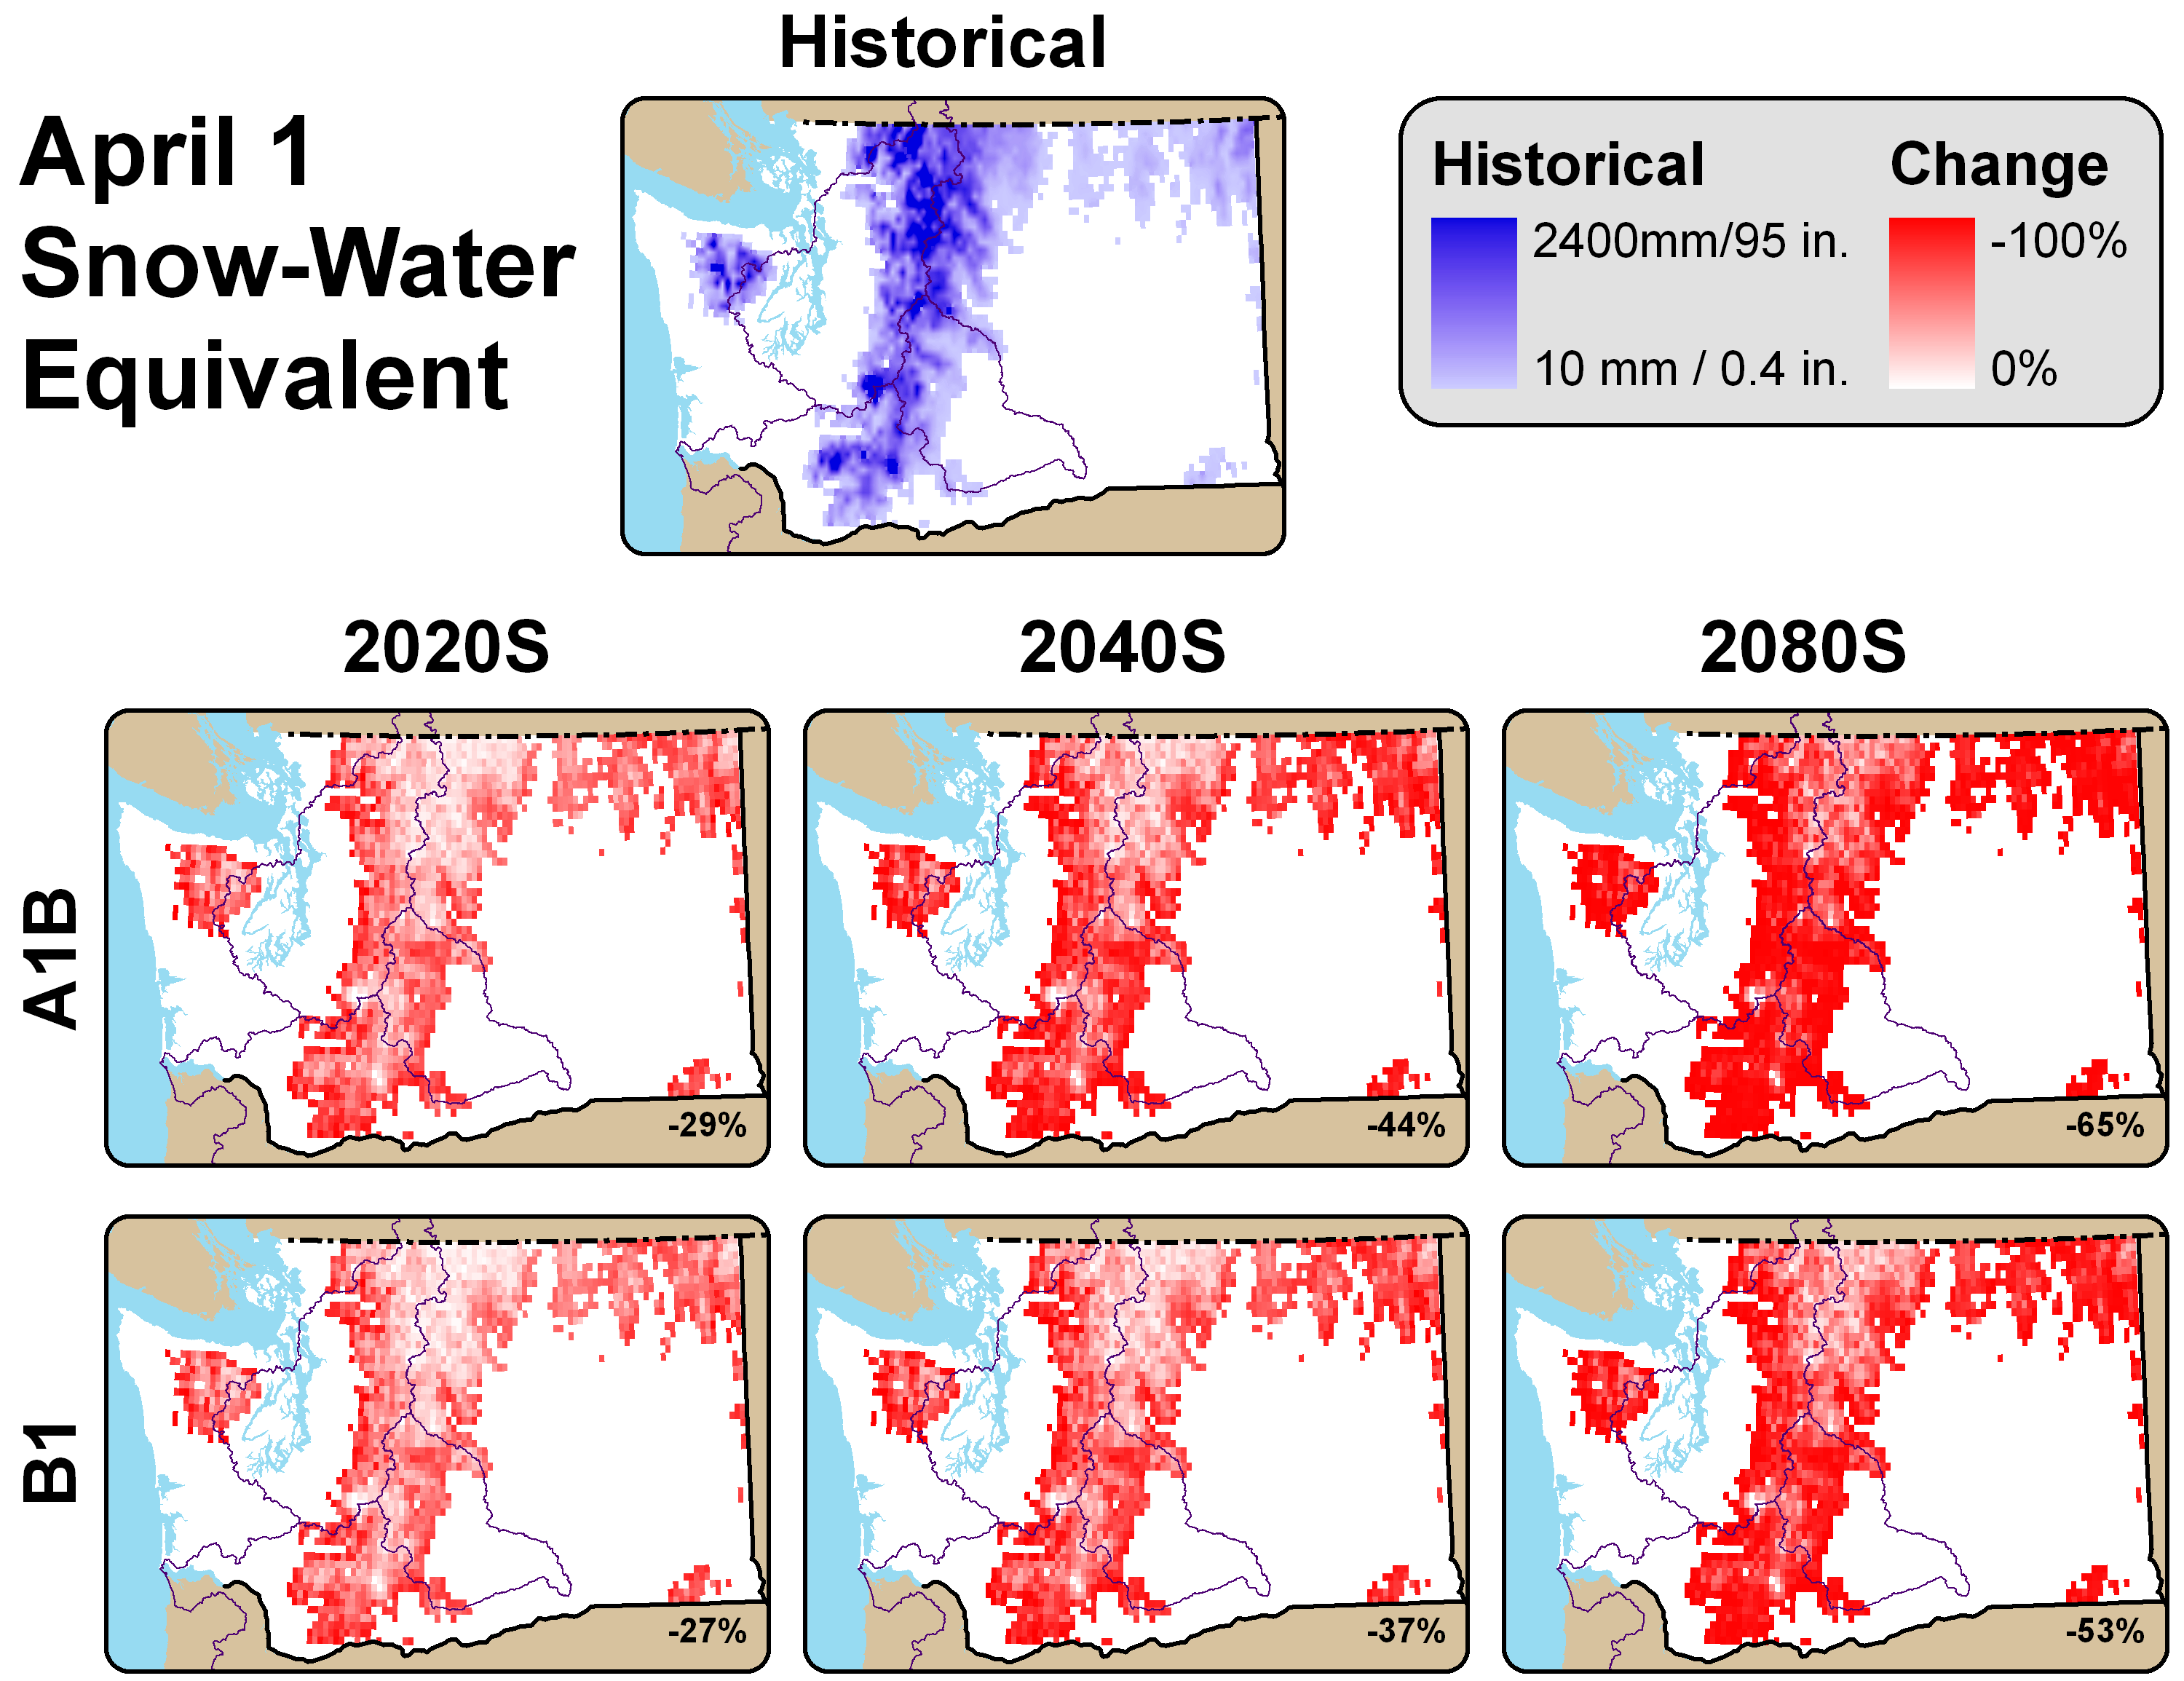 Historical
April 1
Snow-Water
Equivalent
Historical
Change
2400mm/95 in.
-100%
10 mm / 0.4 in.
0%
2020S
2040S
2080S
A1B
-29%
-44%
-65%
B1
-27%
-37%
-53%